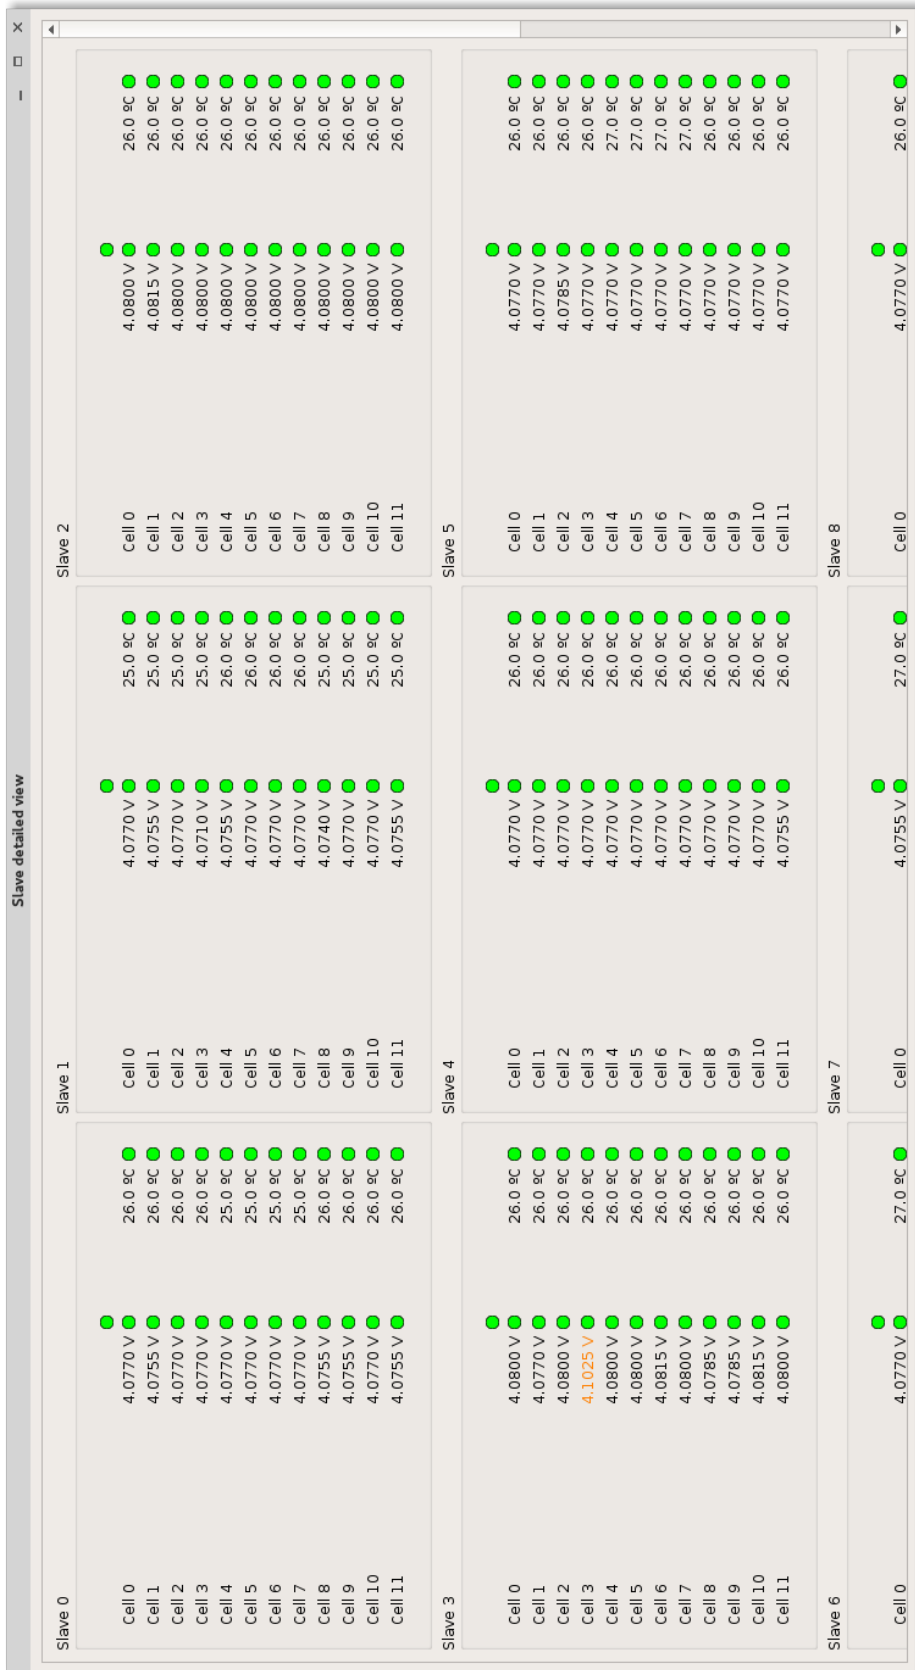 Slave detailed view
Slave 0
Cell 0 4.0770 V 26.0 ºC
Cell 1 4.0755 V 26.0 ºC
Cell 2 4.0770 V 26.0 ºC
Cell 3 4.0770 V 26.0 ºC
Cell 4 4.0770 V 25.0 ºC
Cell 5 4.0770 V 25.0 ºC
Cell 6 4.0770 V 25.0 ºC
Cell 7 4.0770 V 25.0 ºC
Cell 8 4.0755 V 26.0 ºC
Cell 9 4.0755 V 26.0 ºC
Cell 10 4.0770 V 26.0 ºC
Cell 11 4.0755 V 26.0 ºC
Slave 1
Cell 0 4.0770 V 25.0 ºC
Cell 1 4.0755 V 25.0 ºC
Cell 2 4.0770 V 25.0 ºC
Cell 3 4.0710 V 25.0 ºC
Cell 4 4.0755 V 26.0 ºC
Cell 5 4.0770 V 26.0 ºC
Cell 6 4.0770 V 26.0 ºC
Cell 7 4.0770 V 26.0 ºC
Cell 8 4.0740 V 25.0 ºC
Cell 9 4.0770 V 25.0 ºC
Cell 10 4.0770 V 25.0 ºC
Cell 11 4.0755 V 25.0 ºC
Slave 2
Cell 0 4.0800 V 26.0 ºC
Cell 1 4.0815 V 26.0 ºC
Cell 2 4.0800 V 26.0 ºC
Cell 3 4.0800 V 26.0 ºC
Cell 4 4.0800 V 26.0 ºC
Cell 5 4.0800 V 26.0 ºC
Cell 6 4.0800 V 26.0 ºC
Cell 7 4.0800 V 26.0 ºC
Cell 8 4.0800 V 26.0 ºC
Cell 9 4.0800 V 26.0 ºC
Cell 10 4.0800 V 26.0 ºC
Cell 11 4.0800 V 26.0 ºC
Slave 3
Cell 0 4.0800 V 26.0 ºC
Cell 1 4.0770 V 26.0 ºC
Cell 2 4.0800 V 26.0 ºC
Cell 3 4.1025 V 26.0 ºC
Cell 4 4.0800 V 26.0 ºC
Cell 5 4.0800 V 26.0 ºC
Cell 6 4.0815 V 26.0 ºC
Cell 7 4.0800 V 26.0 ºC
Cell 8 4.0785 V 26.0 ºC
Cell 9 4.0785 V 26.0 ºC
Cell 10 4.0815 V 26.0 ºC
Cell 11 4.0800 V 26.0 ºC
Slave 4
Cell 0 4.0770 V 26.0 ºC
Cell 1 4.0770 V 26.0 ºC
Cell 2 4.0770 V 26.0 ºC
Cell 3 4.0770 V 26.0 ºC
Cell 4 4.0770 V 26.0 ºC
Cell 5 4.0770 V 26.0 ºC
Cell 6 4.0770 V 26.0 ºC
Cell 7 4.0770 V 26.0 ºC
Cell 8 4.0770 V 26.0 ºC
Cell 9 4.0770 V 26.0 ºC
Cell 10 4.0770 V 26.0 ºC
Cell 11 4.0755 V 26.0 ºC
Slave 5
Cell 0 4.0770 V 26.0 ºC
Cell 1 4.0770 V 26.0 ºC
Cell 2 4.0785 V 26.0 ºC
Cell 3 4.0770 V 26.0 ºC
Cell 4 4.0770 V 27.0 ºC
Cell 5 4.0770 V 27.0 ºC
Cell 6 4.0770 V 27.0 ºC
Cell 7 4.0770 V 27.0 ºC
Cell 8 4.0770 V 26.0 ºC
Cell 9 4.0770 V 26.0 ºC
Cell 10 4.0770 V 26.0 ºC
Cell 11 4.0770 V 26.0 ºC
Slave 6
Cell 0 4.0770 V 27.0 ºC
Slave 7
Cell 0 4.0755 V 27.0 ºC
Slave 8
Cell 0 4.0770 V 26.0 ºC